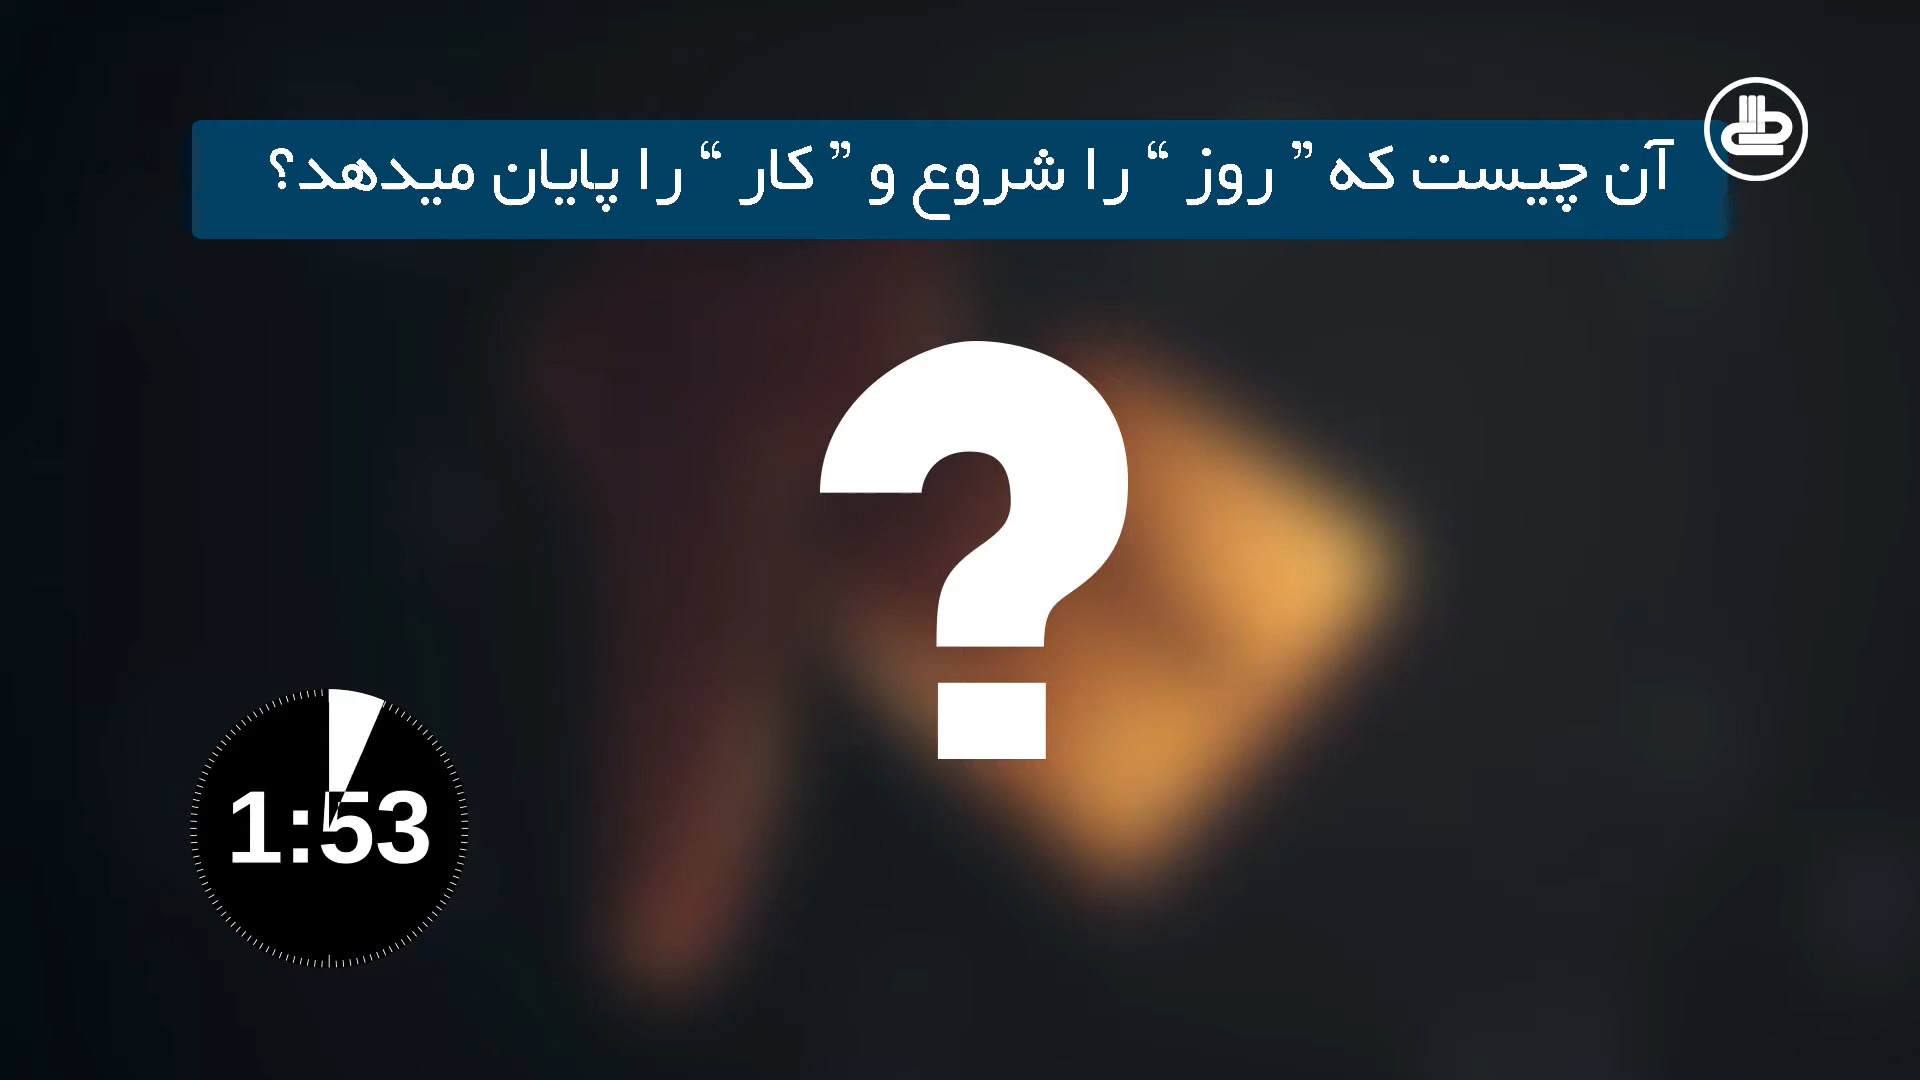 آن چیست که ” روز “ را شروع و ” کار “ را پایان میدهد؟
?
1:53